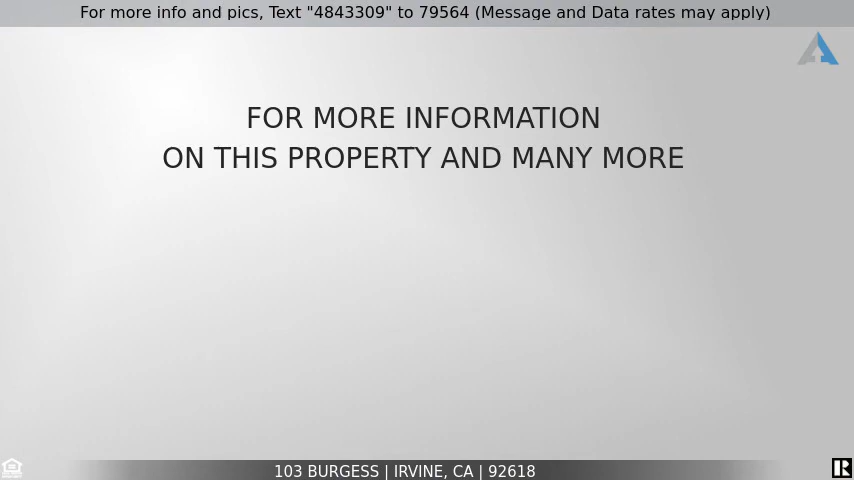 For more info and pics, Text "4843309" to 79564 (Message and Data rates may apply)
FOR MORE INFORMATION
ON THIS PROPERTY AND MANY MORE
103 BURGESS | IRVINE, CA | 92618